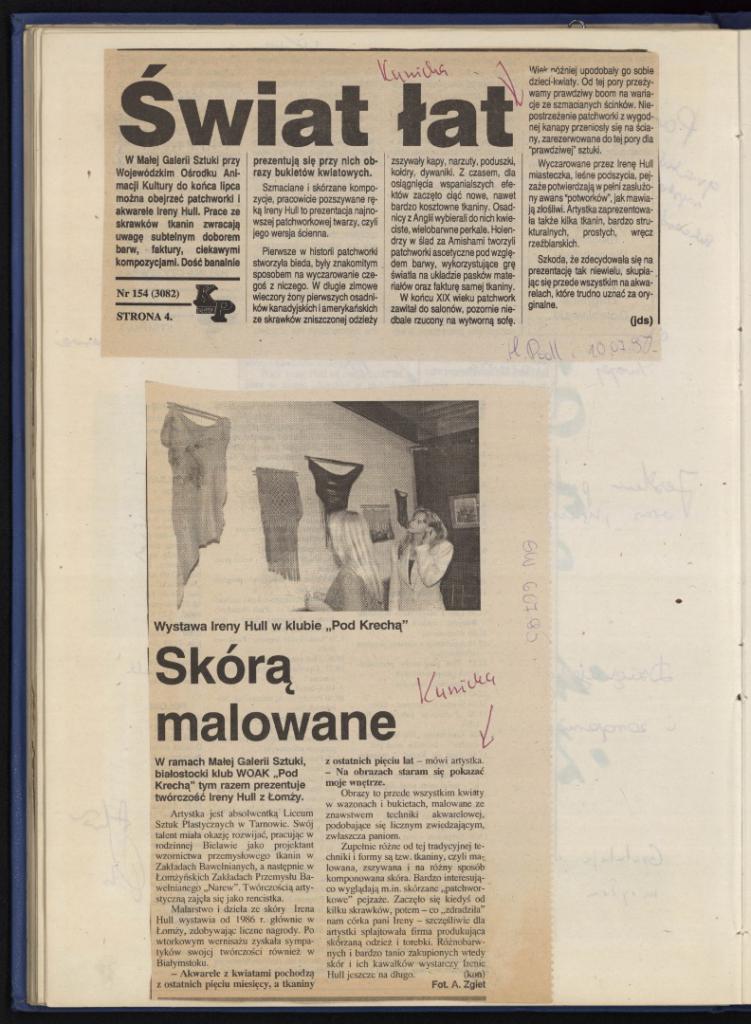 Kunicka
Świat łat
W Małej Galerii Sztuki przy
Wojewódzkim Ośrodku Ani-
macji Kultury do końca lipca
można obejrzeć patchworki i
akwarele Ireny Hull. Prace ze
skrawków tkanin zwracają
uwagę subtelnym doborem
barw, faktury, ciekawymi
kompozycjami. Dość banalnie
Nr 154 (3082)
KP
STRONA 4.
prezentują się przy nich ob-
razy bukietów kwiatowych.
Szmaciane i skórzane kompo-
zycje, pracowicie pozszywane rę-
ką Ireny Hull to prezentacja najno-
wszej patchworkowej twarzy, czyli
jego wersja ścienna.
Pierwsze w historii patchworki
stworzyła bieda, były znakomitym
sposobem na wyczarowanie cze-
goś z niczego. W długie zimowe
wieczory żony pierwszych osadni-
ków kanadyjskich i amerykańskich
ze skrawków zniszczonej odzieży
zszywały kapy, narzuty, poduszki,
kołdry, dywaniki. Z czasem, dla
osiągnięcia wspanialszych efe-
któw zaczęto ciąć nowe, nawet
bardzo kosztowne tkaniny. Osad-
nicy z Anglii wybierali do nich kwie-
ciste, wielobarwne perkale. Holen-
drzy w ślad za Amishami tworzyli
patchworki ascetyczne pod wzglę-
dem barwy, wykorzystujące grę
światła na układzie pasków mate-
riałów oraz fakturę samej tkaniny.
W końcu XIX wieku patchwork
zawitał do salonów, pozornie nie-
dbale rzucony na wytworną sofę.
Wiek później upodobały go sobie
dzieci-kwiaty. Od tej pory przeży-
wamy prawdziwy boom na waria-
cje ze szmacianych ścinków. Nie-
postrzeżenie patchworki z wygod-
nej kanapy przeniosły się na ścia-
ny, zarezerwowane do tej pory dla
"prawdziwej" sztuki.
Wyczarowane przez Irenę Hull
miasteczka, leśne podszycia, pej-
zaże potwierdzają w pełni zasłużo-
ny awans "potworków", jak mawia-
ją złośliwi. Artystka zaprezentowa-
ła także kilka tkanin, bardzo stru-
kturalnych, prostych, wręcz
rzeźbiarskich.
Szkoda, że zdecydowała się na
prezentację tak niewielu, skupia-
jąc się przede wszystkim na akwa-
relach, które trudno uznać za ory-
ginalne.
(jds)
Wystawa Ireny Hull w klubie „Pod Krechą”
Skórą
malowane
Kunicka
W ramach Małej Galerii Sztuki,
białostocki klub WOAK „Pod
Krechą” tym razem prezentuje
twórczość Ireny Hull z Łomży.
Artystka jest absolwentką Liceum
Sztuk Plastycznych w Tarnowie. Swój
talent miała okazję rozwijać, pracując w
rodzinnej Bielawie jako projektant
wzornictwa przemysłowego tkanin w
Zakładach Bawełnianych, a następnie w
Łomżyńskich Zakładach Przemysłu Ba-
wełnianego „Narew”. Twórczością arty-
styczną zajęła się jako rencistka.
Malarstwo i dzieła ze skóry Irena
Hull wystawia od 1986 r. głównie w
Łomży, zdobywając liczne nagrody. Po
wtorkowym wernisażu zyskała sympa-
tyków swojej twórczości również w
Białymstoku.
– Akwarele z kwiatami pochodzą
z ostatnich pięciu miesięcy, a tkaniny
z ostatnich pięciu lat – mówi artystka.
– Na obrazach staram się pokazać
moje wnętrze.
Obrazy to przede wszystkim kwiaty
w wazonach i bukietach, malowane ze
znawstwem techniki akwarelowej,
podobające się licznym zwiedzającym,
zwłaszcza paniom.
Zupełnie różne od tej tradycyjnej te-
chniki i formy są tzw. tkaniny, czyli ma-
lowana, zszywana i na różny sposób
komponowana skóra. Bardzo interesują-
co wyglądają m.in. skórzane „patchwor-
kowe” pejzaże. Zaczęło się kiedyś od
kilku skrawków, potem – co „zdradziła”
nam córka pani Ireny – szczęśliwie dla
artystki splajtowała firma produkująca
skórzaną odzież i torebki. Różnobarw-
nych i bardzo tanio zakupionych wtedy
skór i ich kawałków wystarczy Irenie
Hull jeszcze na długo.
(kon)
Fot. A. Zgiet